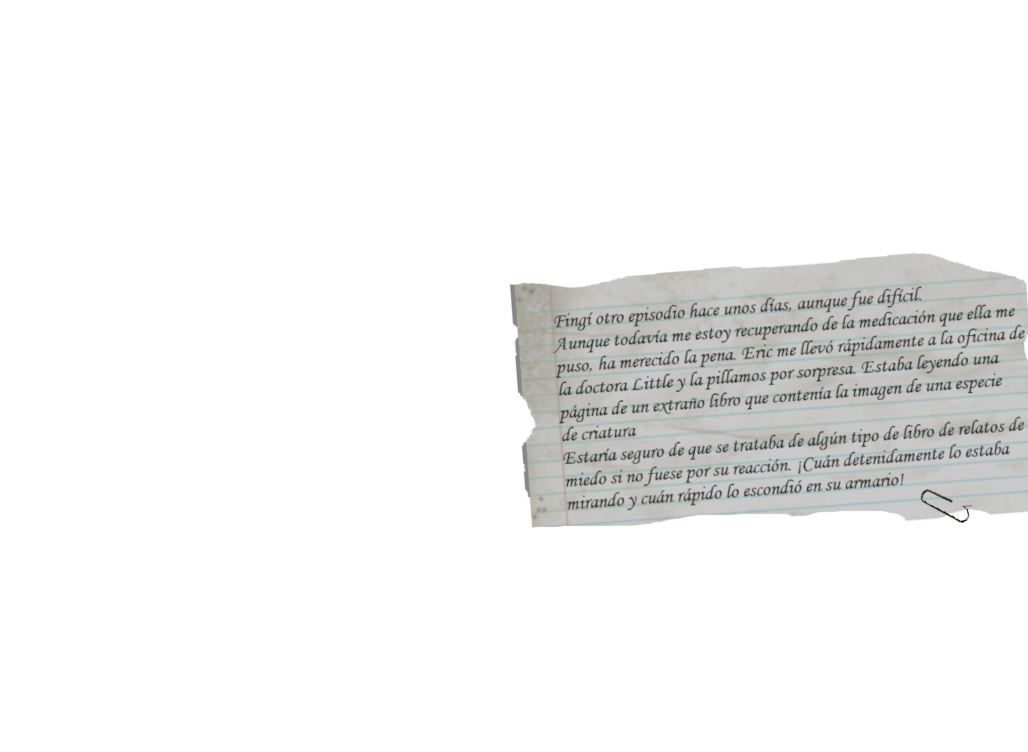 Fingí otro episodio hace unos días, aunque fue difícil.
Aunque todavía me estoy recuperando de la medicación que ella me
puso, ha merecido la pena. Eric me llevó rápidamente a la oficina de
la doctora Little y la pillamos por sorpresa. Estaba leyendo una
página de un extraño libro que contenía la imagen de una especie
de criatura
Estaría seguro de que se trataba de algún tipo de libro de relatos de
miedo si no fuese por su reacción. ¡Cuán detenidamente lo estaba
mirando y cuán rápido lo escondió en su armario!